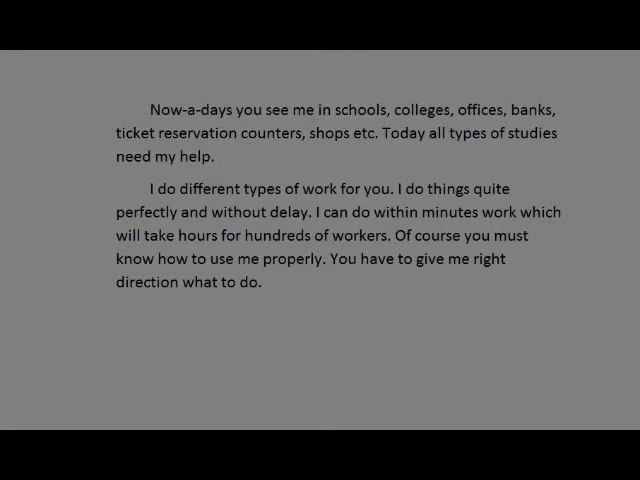 Now-a-days you see me in schools, colleges, offices, banks,
ticket reservation counters, shops etc. Today all types of studies
need my help.
I do different types of work for you. I do things quite
perfectly and without delay. I can do within minutes work which
will take hours for hundreds of workers. Of course you must
know how to use me properly. You have to give me right
direction what to do.